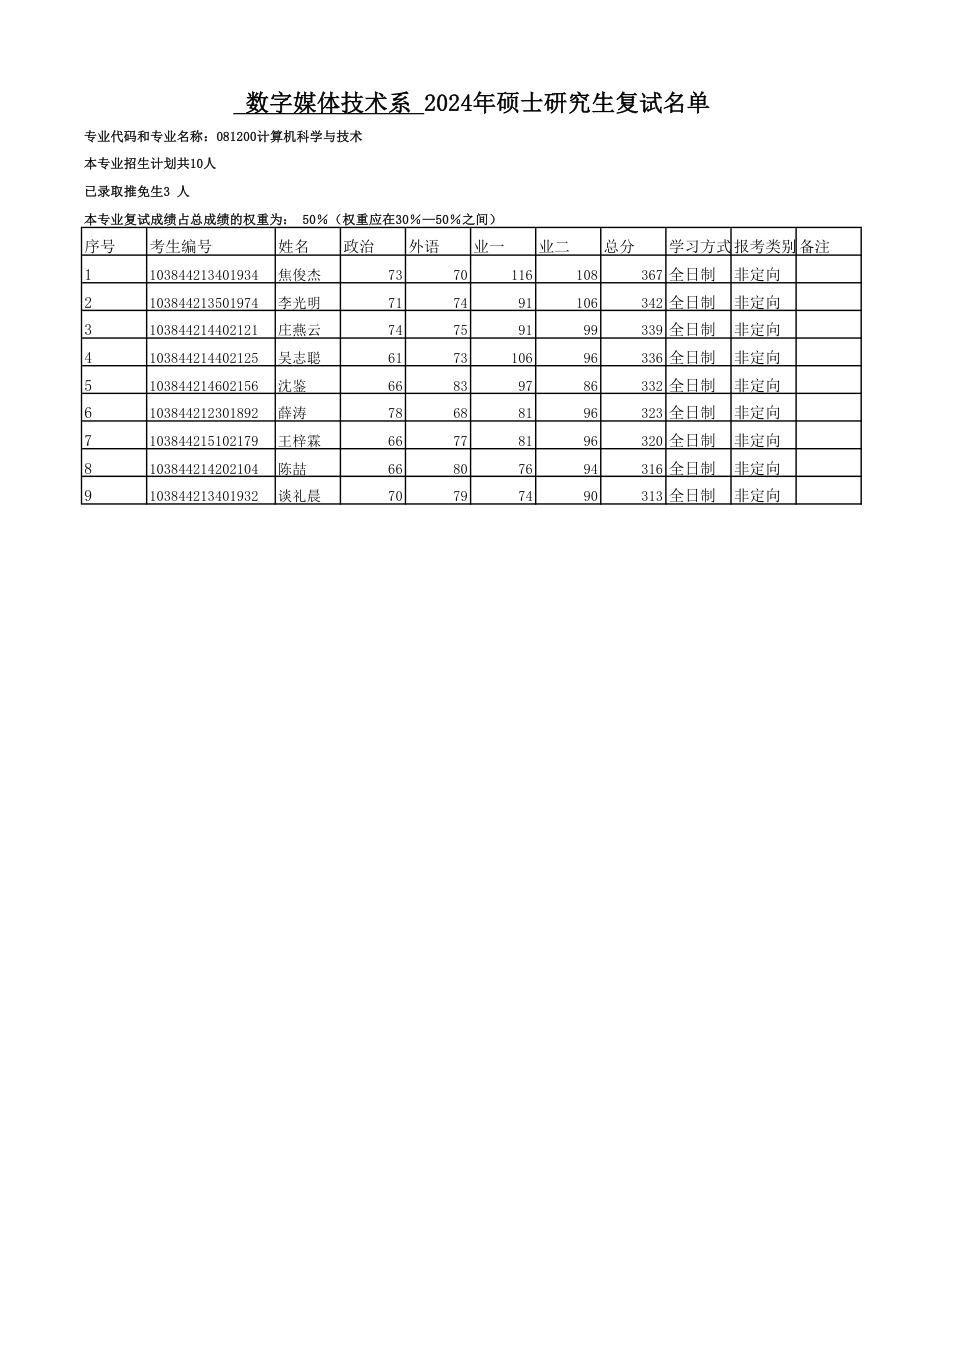 数字媒体技术系 2024年硕士研究生复试名单
专业代码和专业名称：081200计算机科学与技术
本专业招生计划共10人
已录取推免生3 人
本专业复试成绩占总成绩的权重为： 50%（权重应在30%—50%之间）
序号 考生编号 姓名 政治 外语 业一 业二 总分 学习方式 报考类别 备注
1 103844213401934 焦俊杰 73 70 116 108 367 全日制 非定向
2 103844213501974 李光明 71 74 91 106 342 全日制 非定向
3 103844214402121 庄燕云 74 75 91 99 339 全日制 非定向
4 103844214402125 吴志聪 61 73 106 96 336 全日制 非定向
5 103844214602156 沈鉴 66 83 97 86 332 全日制 非定向
6 103844212301892 薛涛 78 68 81 96 323 全日制 非定向
7 103844215102179 王梓霖 66 77 81 96 320 全日制 非定向
8 103844214202104 陈喆 66 80 76 94 316 全日制 非定向
9 103844213401932 谈礼晨 70 79 74 90 313 全日制 非定向